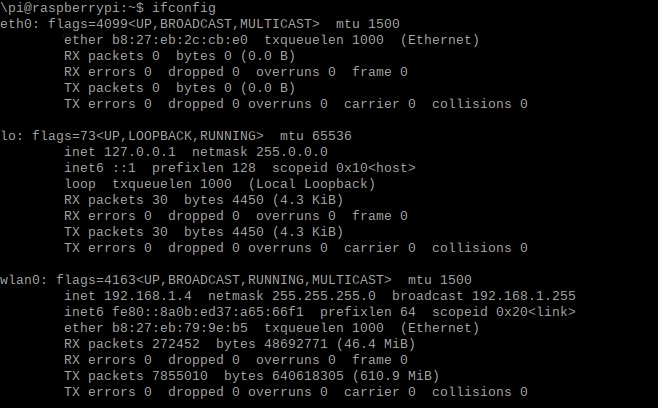 \pi@raspberrypi:~$ ifconfig
eth0: flags=4099<UP,BROADCAST,MULTICAST>  mtu 1500
        ether b8:27:eb:2c:cb:e0  txqueuelen 1000  (Ethernet)
        RX packets 0  bytes 0 (0.0 B)
        RX errors 0  dropped 0  overruns 0  frame 0
        TX packets 0  bytes 0 (0.0 B)
        TX errors 0  dropped 0 overruns 0  carrier 0  collisions 0

lo: flags=73<UP,LOOPBACK,RUNNING>  mtu 65536
        inet 127.0.0.1  netmask 255.0.0.0
        inet6 ::1  prefixlen 128  scopeid 0x10<host>
        loop  txqueuelen 1000  (Local Loopback)
        RX packets 30  bytes 4450 (4.3 KiB)
        RX errors 0  dropped 0  overruns 0  frame 0
        TX packets 30  bytes 4450 (4.3 KiB)
        TX errors 0  dropped 0 overruns 0  carrier 0  collisions 0

wlan0: flags=4163<UP,BROADCAST,RUNNING,MULTICAST>  mtu 1500
        inet 192.168.1.4  netmask 255.255.255.0  broadcast 192.168.1.255
        inet6 fe80::8a0b:ed37:a65:66f1  prefixlen 64  scopeid 0x20<link>
        ether b8:27:eb:79:9e:b5  txqueuelen 1000  (Ethernet)
        RX packets 272452  bytes 48692771 (46.4 MiB)
        RX errors 0  dropped 0  overruns 0  frame 0
        TX packets 7855010  bytes 640618305 (610.9 MiB)
        TX errors 0  dropped 0 overruns 0  carrier 0  collisions 0